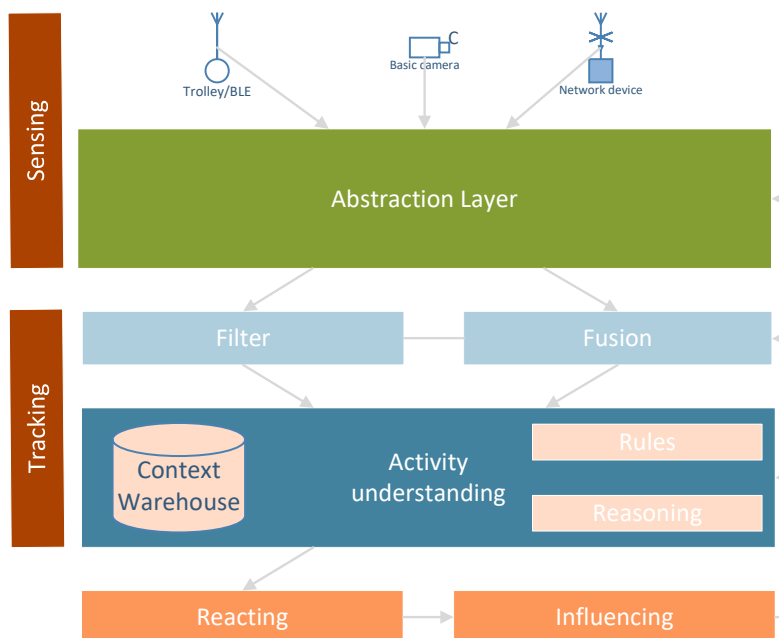 C
Trolley/BLE
Basic camera
Network device
Sensing
Abstraction Layer
Tracking
Filter
Fusion
Context
Warehouse
Activity
understanding
Rules
Reasoning
Reacting
Influencing